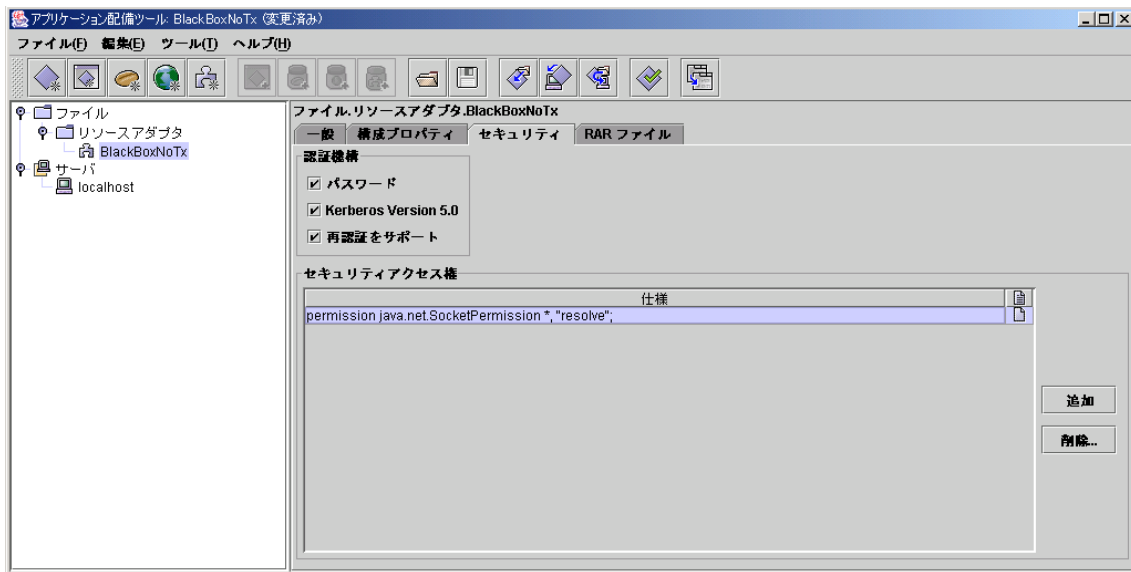 アプリケーション配備ツール: BlackBoxNoTx (変更済み)
ファイル(F) 編集(E) ツール(T) ヘルプ(H)
ファイル
リソースアダプタ
BlackBoxNoTx
サーバ
localhost
ファイル.リソースアダプタ.BlackBoxNoTx
一般 構成プロパティ セキュリティ RAR ファイル
認証機構
パスワード
Kerberos Version 5.0
再認証をサポート
セキュリティアクセス権
仕様
permission java.net.SocketPermission *, "resolve";
追加
削除...